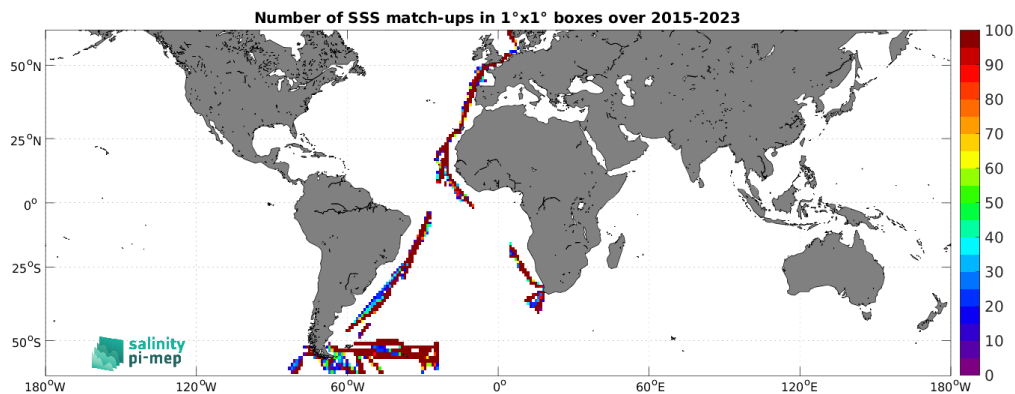 Number of SSS match-ups in 1°x1° boxes over 2015-2023
50°N
25°N
0°
25°S
50°S
180°W
120°W
60°W
0°
60°E
120°E
180°W
100
90
80
70
60
50
40
30
20
10
0
salinity
pi-mep